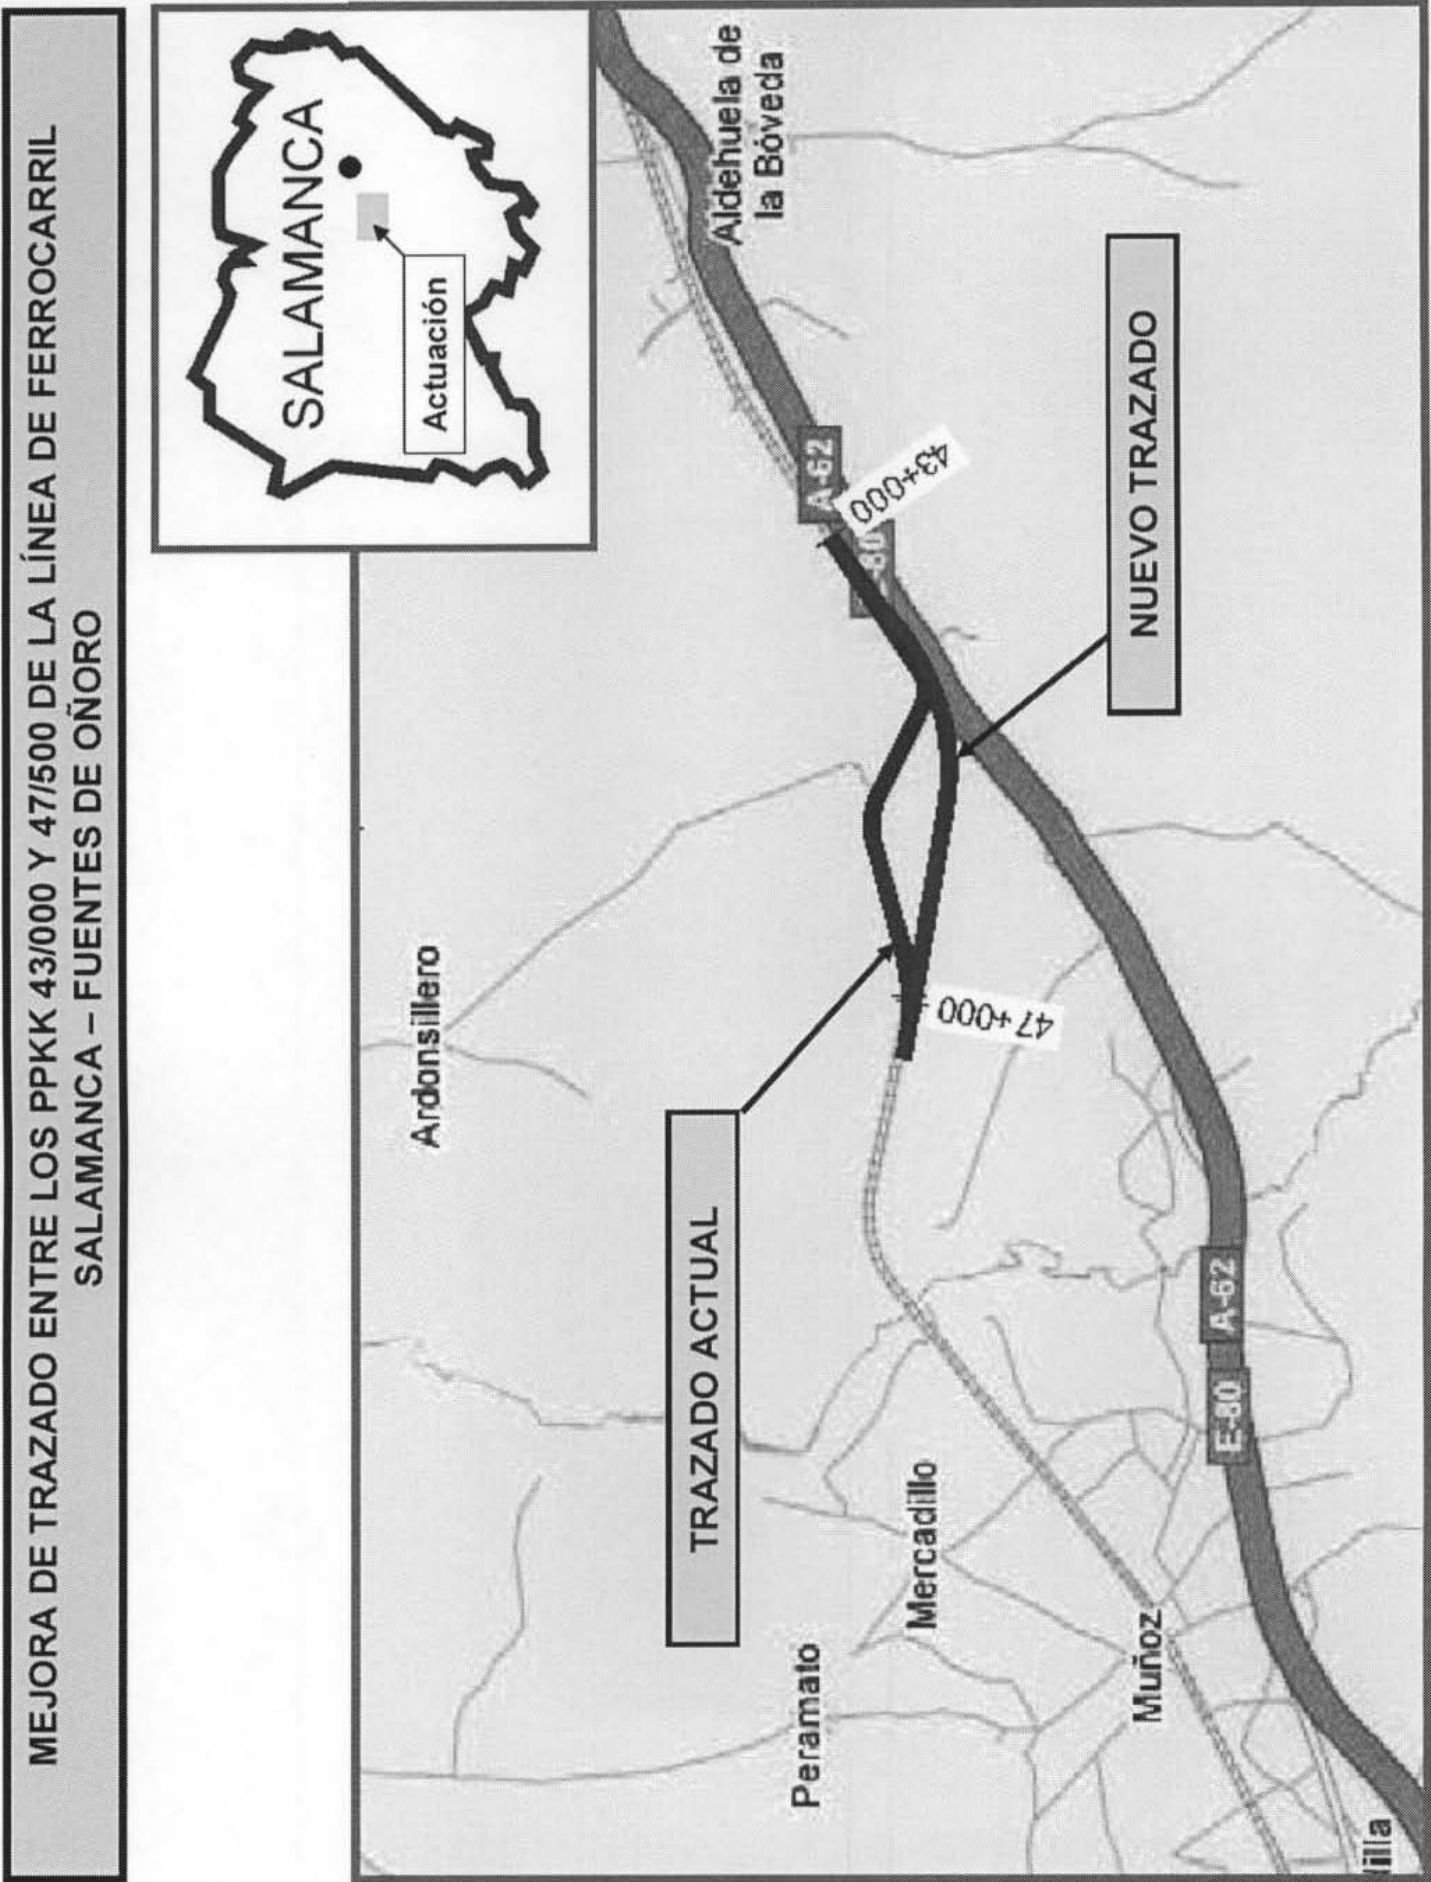 MEJORA DE TRAZADO ENTRE LOS PPKK 43/000 Y 47/500 DE LA LÍNEA DE FERROCARRIL
SALAMANCA – FUENTES DE OÑORO
SALAMANCA
Actuación
Aldehuela de
la Bóveda
Ardonsillero
A-62
-80
43+000
NUEVO TRAZADO
47+000
TRAZADO ACTUAL
A-62
E-80
Mercadillo
Peramato
Muñoz
illa